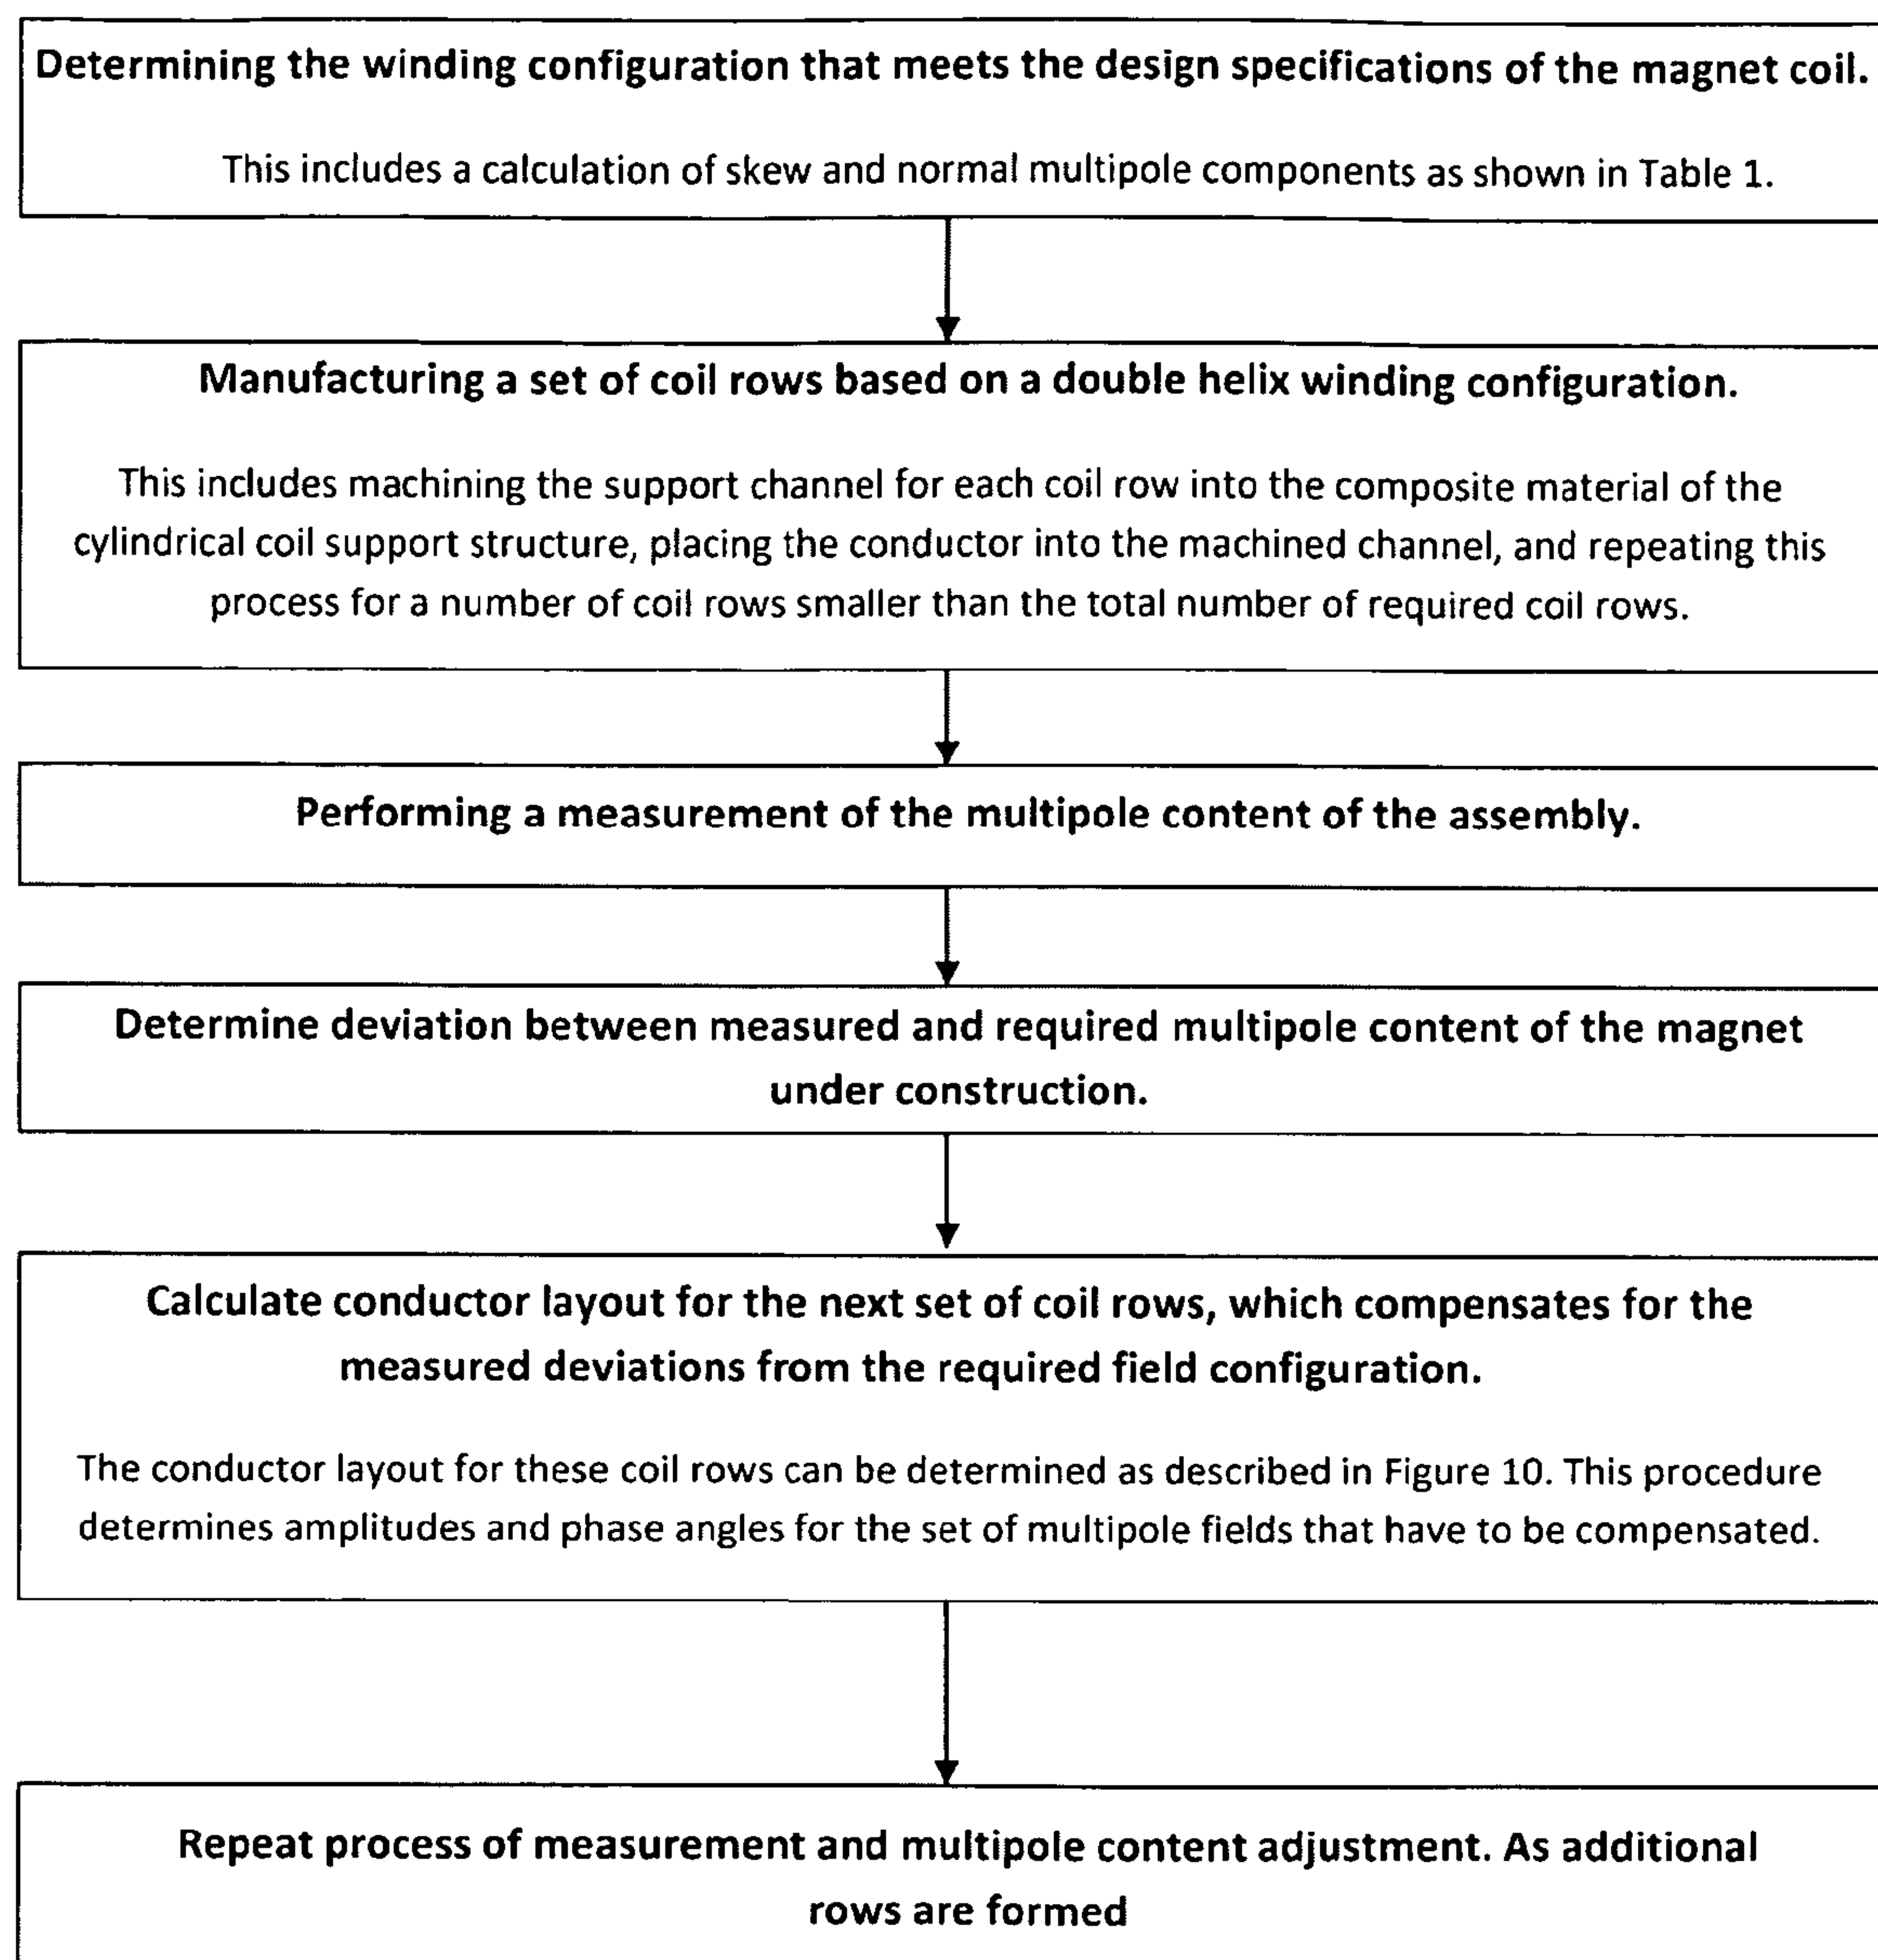 Determining the winding configuration that meets the design specifications of the magnet coil.
This includes a calculation of skew and normal multipole components as shown in Table 1.
Manufacturing a set of coil rows based on a double helix winding configuration.
This includes machining the support channel for each coil row into the composite material of the
cylindrical coil support structure, placing the conductor into the machined channel, and repeating this
process for a number of coil rows smaller than the total number of required coil rows.
Performing a measurement of the multipole content of the assembly.
Determine deviation between measured and required multipole content of the magnet
under construction.
Calculate conductor layout for the next set of coil rows, which compensates for the
measured deviations from the required field configuration.
The conductor layout for these coil rows can be determined as described in Figure 10. This procedure
determines amplitudes and phase angles for the set of multipole fields that have to be compensated.
Repeat process of measurement and multipole content adjustment. As additional
rows are formed